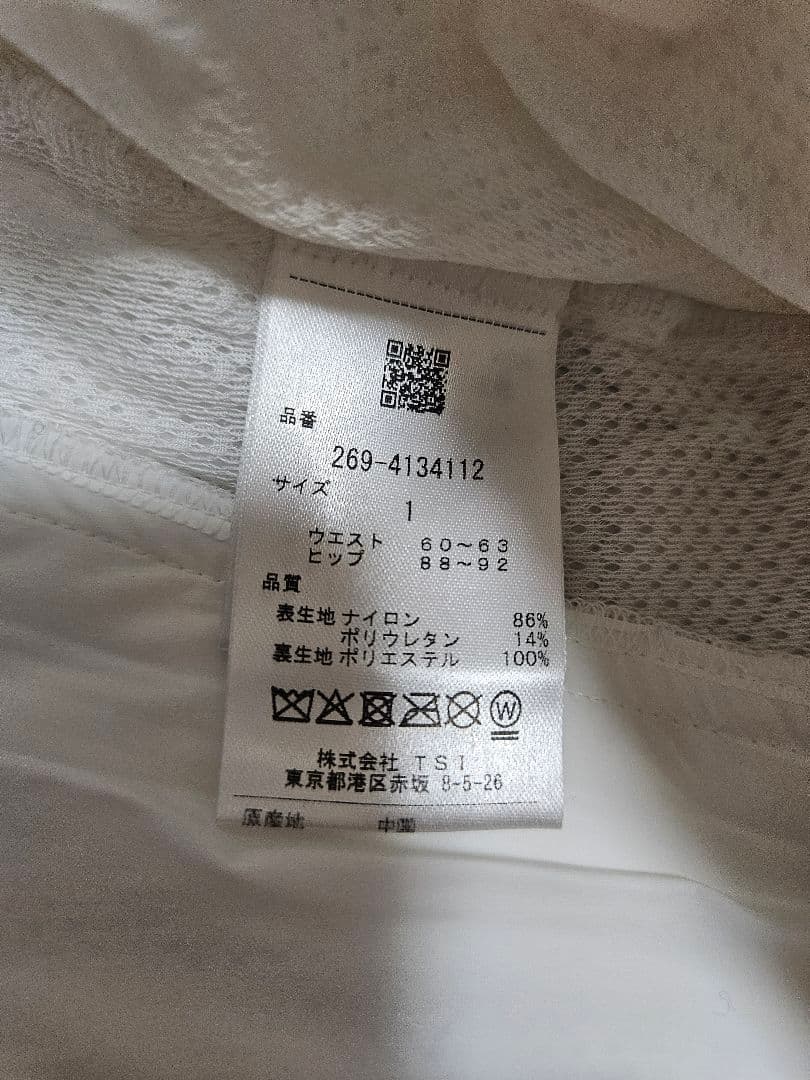 品番
269-4134112
サイズ
1
ウエスト 60～63
ヒップ 88～92
品質
表生地 ナイロン 86%
ポリウレタン 14%
裏生地 ポリエステル 100%
W
株式会社 TSI
東京都港区赤坂 8-5-26
原産地 中国